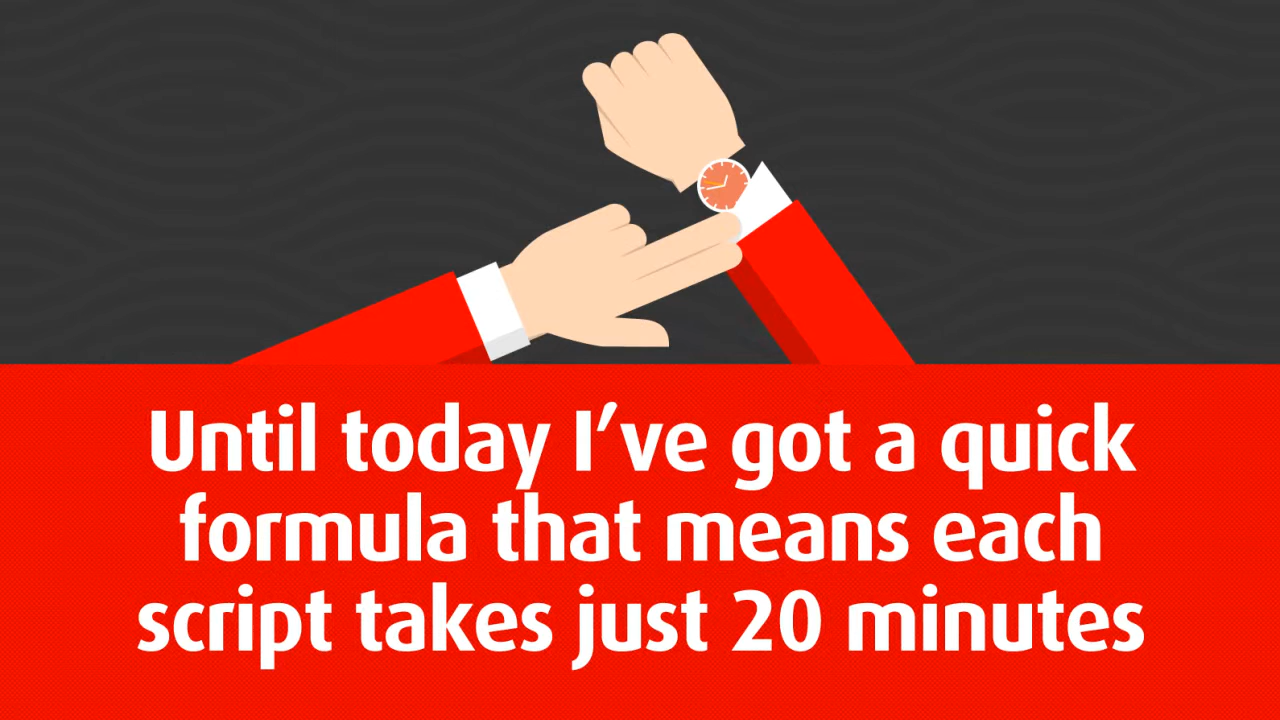 Until today I’ve got a quick
formula that means each
script takes just 20 minutes